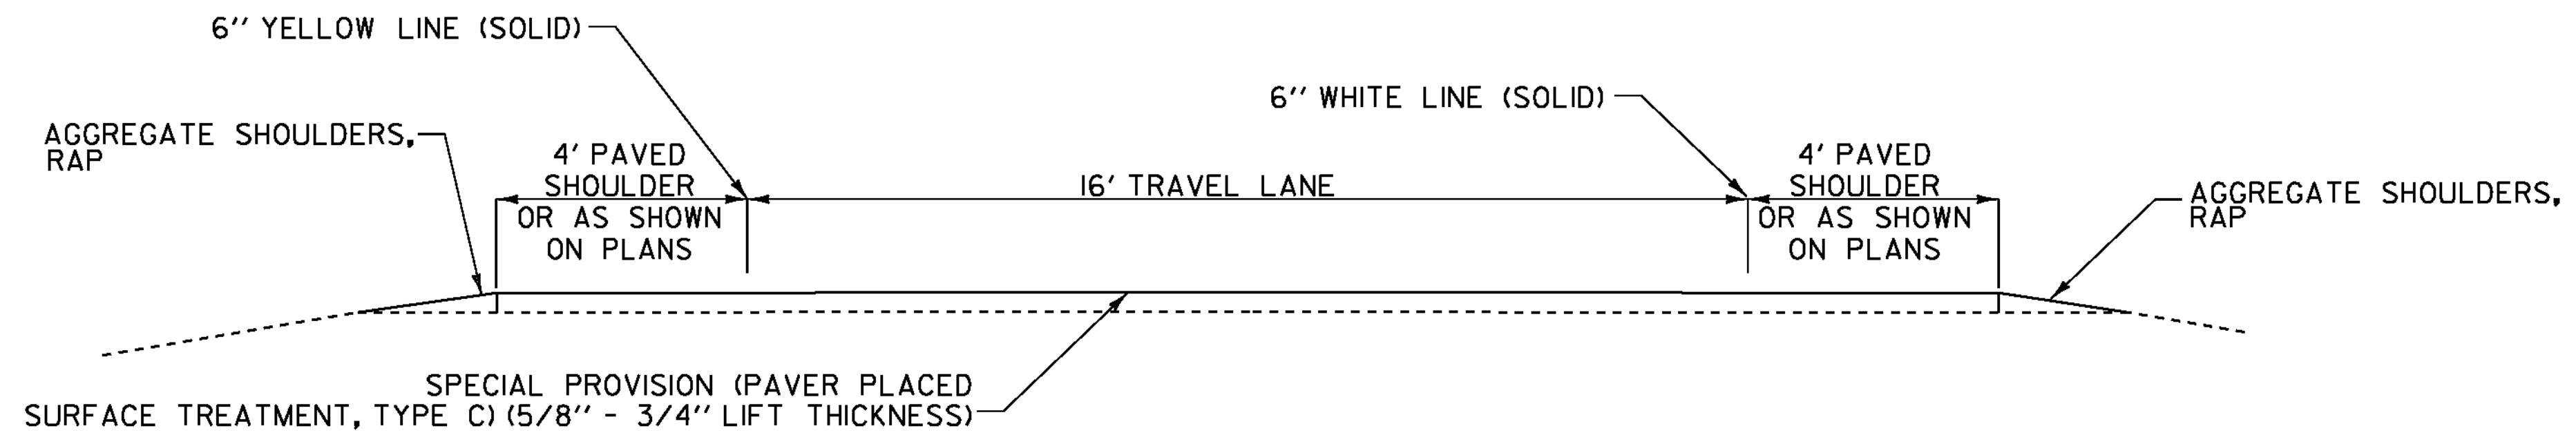 6" YELLOW LINE (SOLID)
6" WHITE LINE (SOLID)
AGGREGATE SHOULDERS,
RAP
4' PAVED
SHOULDER
OR AS SHOWN
ON PLANS
16' TRAVEL LANE
4' PAVED
SHOULDER
OR AS SHOWN
ON PLANS
AGGREGATE SHOULDERS,
RAP
SPECIAL PROVISION (PAVER PLACED
SURFACE TREATMENT, TYPE C) (5/8" - 3/4" LIFT THICKNESS)